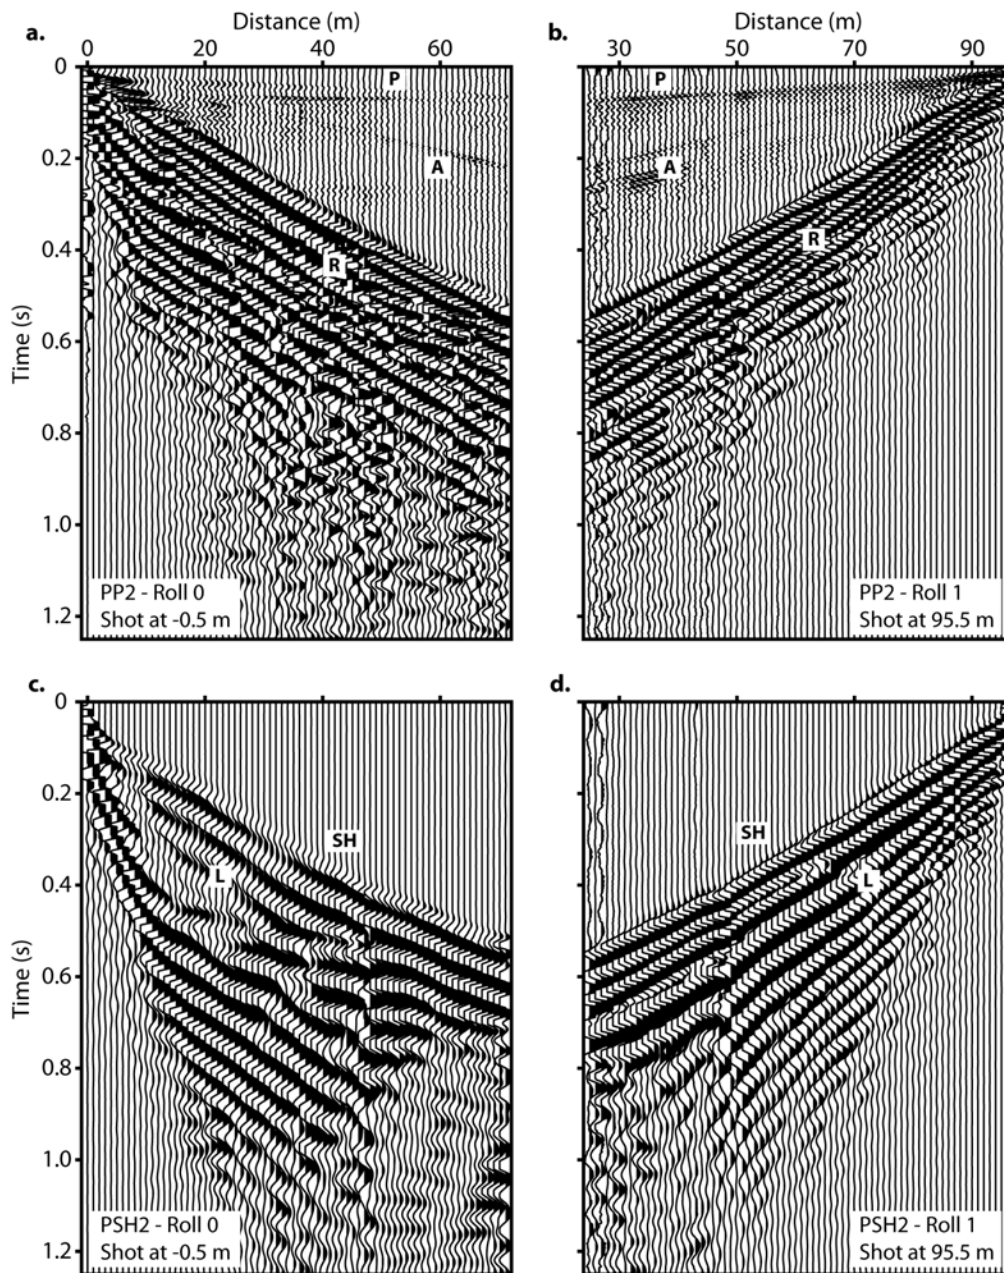 a.
Distance (m)
0 20 40 60
b.
Distance (m)
30 50 70 90
Time (s)
0
0.2
0.4
0.6
0.8
1.0
1.2
P
A
R
PP2 - Roll 0
Shot at -0.5 m
P
A
R
PP2 - Roll 1
Shot at 95.5 m
c.
d.
Time (s)
0
0.2
0.4
0.6
0.8
1.0
1.2
SH
L
PSH2 - Roll 0
Shot at -0.5 m
SH
L
PSH2 - Roll 1
Shot at 95.5 m